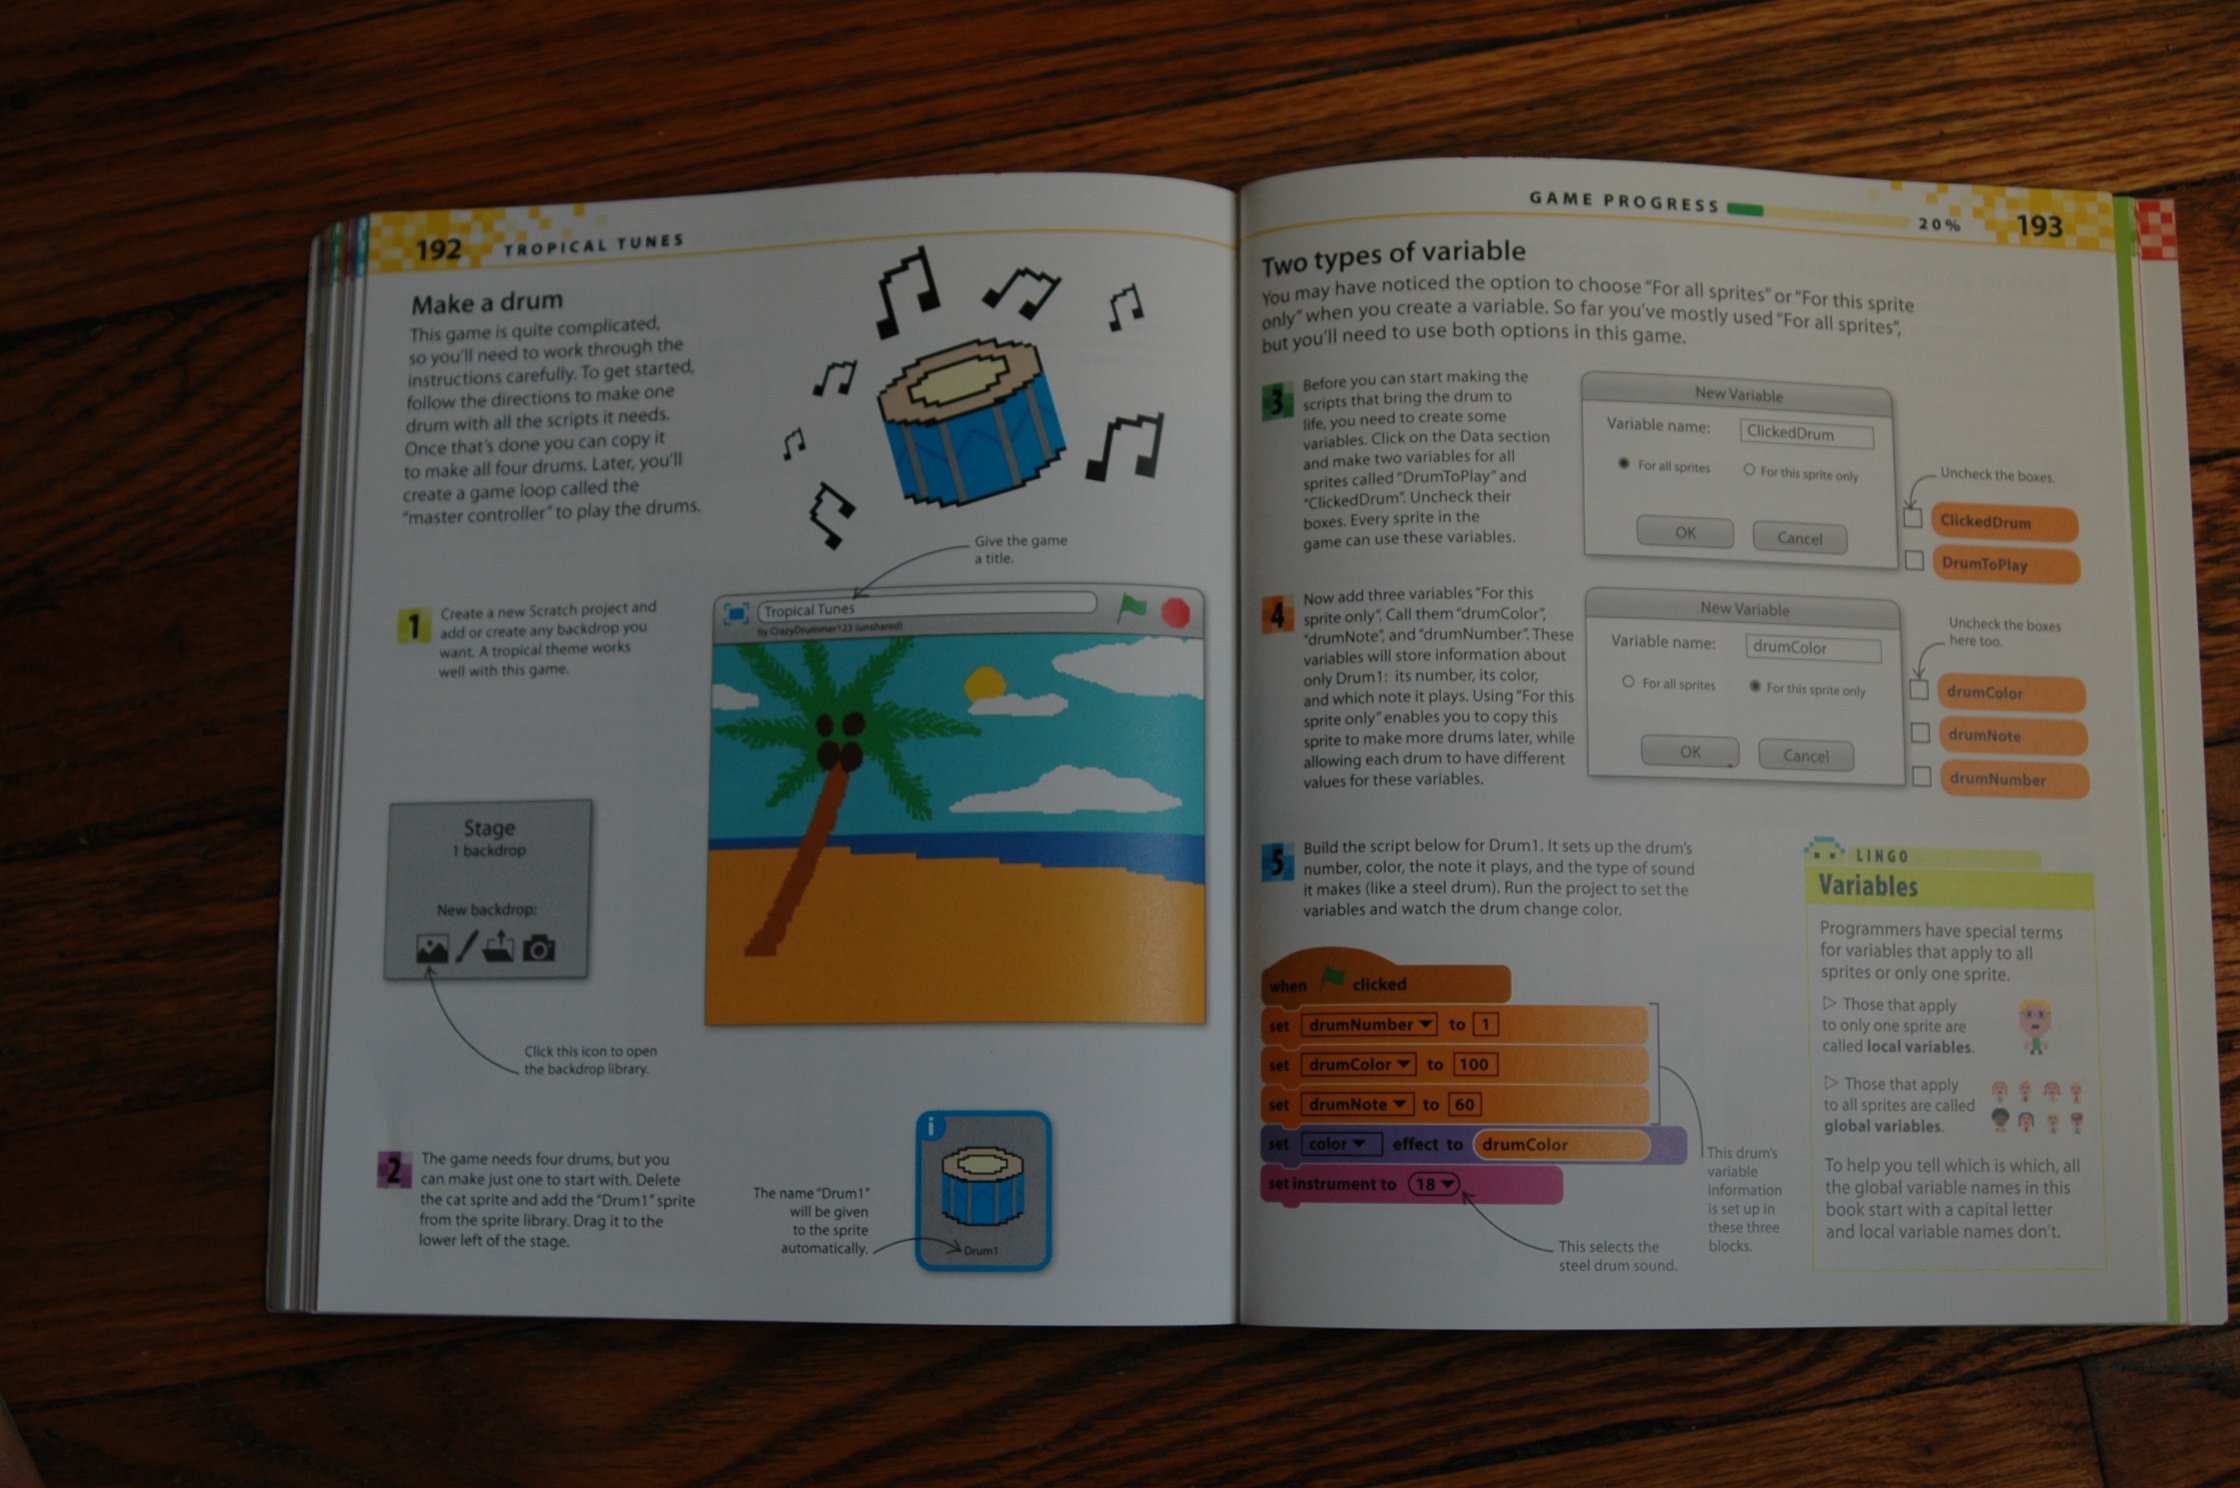 192 TROPICAL TUNES
Make a drum
This game is quite complicated,
so you'll need to work through the
instructions carefully. To get started,
follow the directions to make one
drum with all the scripts it needs.
Once that's done you can copy it
to make all four drums. Later, you'll
create a game loop called the
"master controller" to play the drums.
Give the game
a title.
1
Create a new Scratch project and
add or create any backdrop you
want. A tropical theme works
well with this game.
Tropical Tunes
by CrazyDrummer123 (unshared)
Stage
1 backdrop
New backdrop:
Click this icon to open
the backdrop library.
2
The game needs four drums, but you
can make just one to start with. Delete
the cat sprite and add the "Drum1" sprite
from the sprite library. Drag it to the
lower left of the stage.
The name "Drum1"
will be given
to the sprite
automatically.
i
Drum1
GAME PROGRESS 20% 193
Two types of variable
You may have noticed the option to choose "For all sprites" or "For this sprite
only" when you create a variable. So far you've mostly used "For all sprites",
but you'll need to use both options in this game.
3
Before you can start making the
scripts that bring the drum to
life, you need to create some
variables. Click on the Data section
and make two variables for all
sprites called "DrumToPlay" and
"ClickedDrum". Uncheck their
boxes. Every sprite in the
game can use these variables.
New Variable
Variable name: ClickedDrum
For all sprites For this sprite only
OK Cancel
Uncheck the boxes.
ClickedDrum
DrumToPlay
4
Now add three variables "For this
sprite only". Call them "drumColor",
"drumNote", and "drumNumber". These
variables will store information about
only Drum1: its number, its color,
and which note it plays. Using "For this
sprite only" enables you to copy this
sprite to make more drums later, while
allowing each drum to have different
values for these variables.
New Variable
Variable name: drumColor
For all sprites For this sprite only
OK Cancel
Uncheck the boxes
here too.
drumColor
drumNote
drumNumber
5
Build the script below for Drum1. It sets up the drum's
number, color, the note it plays, and the type of sound
it makes (like a steel drum). Run the project to set the
variables and watch the drum change color.
when clicked
set drumNumber to 1
set drumColor to 100
set drumNote to 60
set color effect to drumColor
set instrument to 18
This drum's
variable
information
is set up in
these three
blocks.
This selects the
steel drum sound.
LINGO
Variables
Programmers have special terms
for variables that apply to all
sprites or only one sprite.
▷ Those that apply
to only one sprite are
called local variables.
▷ Those that apply
to all sprites are called
global variables.
To help you tell which is which, all
the global variable names in this
book start with a capital letter
and local variable names don't.